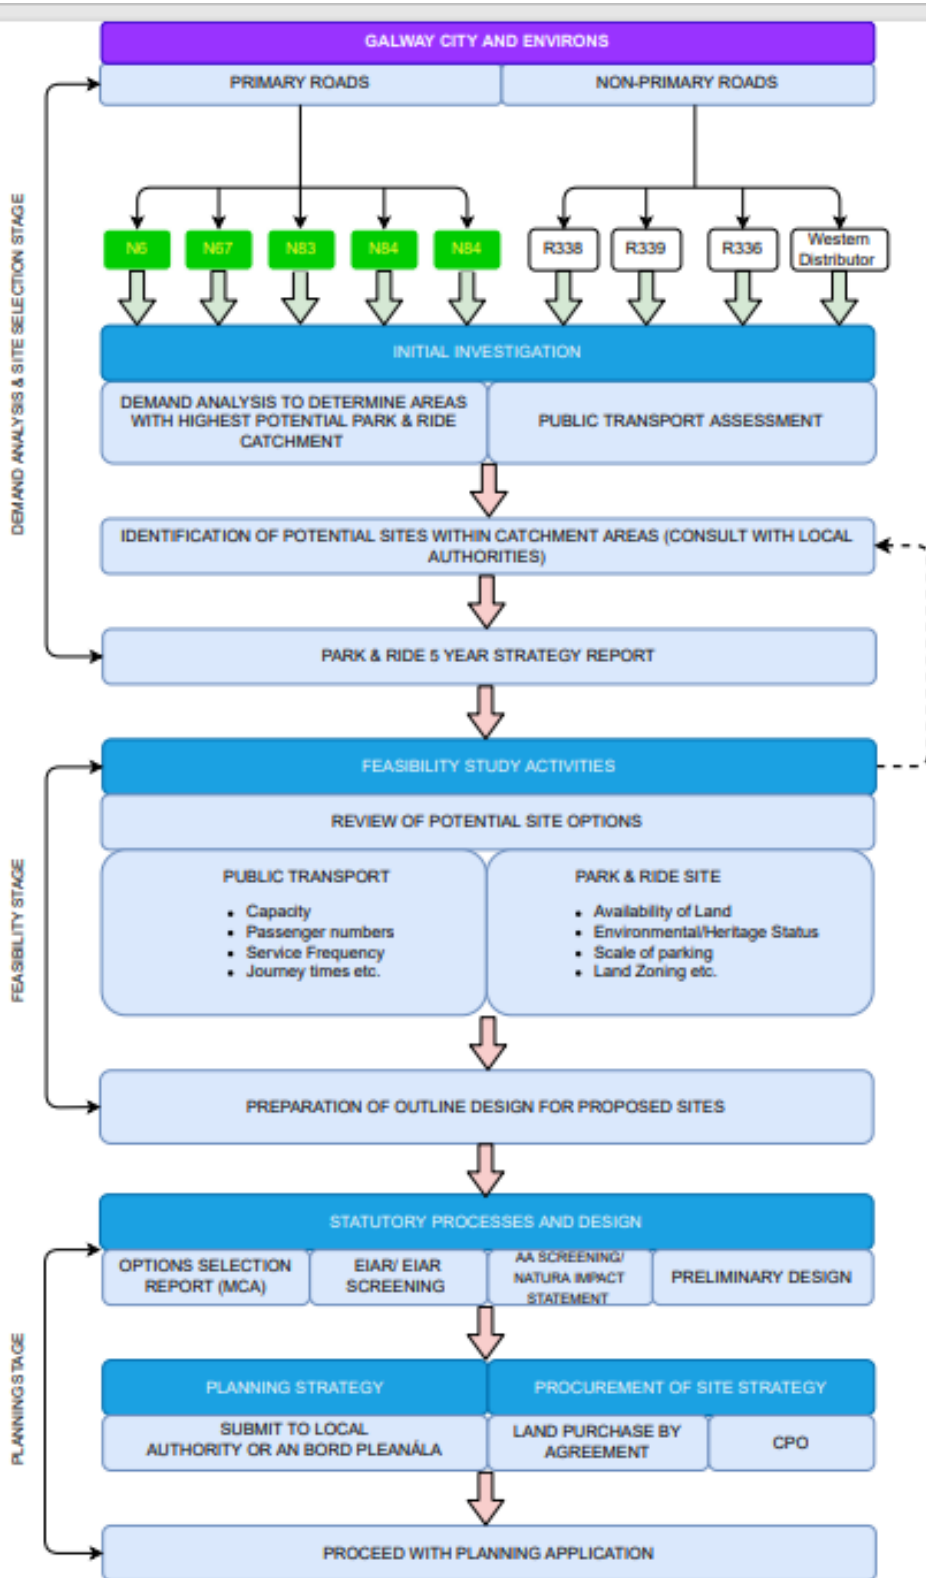 GALWAY CITY AND ENVIRONS
PRIMARY ROADS
NON-PRIMARY ROADS
N6
N67
N83
N84
N84
R338
R339
R336
Western
Distributor
INITIAL INVESTIGATION
DEMAND ANALYSIS TO DETERMINE AREAS
WITH HIGHEST POTENTIAL PARK & RIDE
CATCHMENT
PUBLIC TRANSPORT ASSESSMENT
IDENTIFICATION OF POTENTIAL SITES WITHIN CATCHMENT AREAS (CONSULT WITH LOCAL
AUTHORITIES)
PARK & RIDE 5 YEAR STRATEGY REPORT
DEMAND ANALYSIS & SITE SELECTION STAGE
FEASIBILITY STUDY ACTIVITIES
REVIEW OF POTENTIAL SITE OPTIONS
PUBLIC TRANSPORT
• Capacity
• Passenger numbers
• Service Frequency
• Journey times etc.
PARK & RIDE SITE
• Availability of Land
• Environmental/Heritage Status
• Scale of parking
• Land Zoning etc.
PREPARATION OF OUTLINE DESIGN FOR PROPOSED SITES
FEASIBILITY STAGE
STATUTORY PROCESSES AND DESIGN
OPTIONS SELECTION
REPORT (MCA)
EIAR/ EIAR
SCREENING
AA SCREENING/
NATURA IMPACT
STATEMENT
PRELIMINARY DESIGN
PLANNING STRATEGY
PROCUREMENT OF SITE STRATEGY
SUBMIT TO LOCAL
AUTHORITY OR AN BORD PLEANÁLA
LAND PURCHASE BY
AGREEMENT
CPO
PROCEED WITH PLANNING APPLICATION
PLANNING STAGE